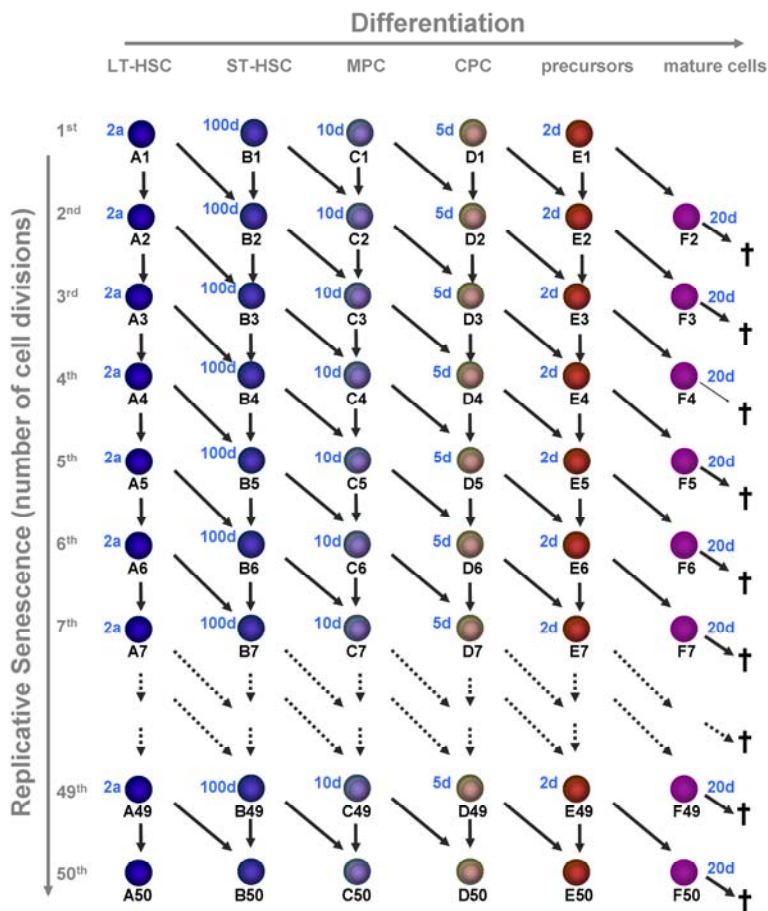 Differentiation
LT-HSC ST-HSC MPC CPC precursors mature cells
Replicative Senescence (number of cell divisions)
1st 2a 100d 10d 5d 2d
A1 B1 C1 D1 E1
2nd 2a 100d 10d 5d 2d 20d
A2 B2 C2 D2 E2 F2
3rd 2a 100d 10d 5d 2d 20d
A3 B3 C3 D3 E3 F3
4th 2a 100d 10d 5d 2d 20d
A4 B4 C4 D4 E4 F4
5th 2a 100d 10d 5d 2d 20d
A5 B5 C5 D5 E5 F5
6th 2a 100d 10d 5d 2d 20d
A6 B6 C6 D6 E6 F6
7th 2a 100d 10d 5d 2d 20d
A7 B7 C7 D7 E7 F7
49th 2a 100d 10d 5d 2d 20d
A49 B49 C49 D49 E49 F49
50th 20d
A50 B50 C50 D50 E50 F50